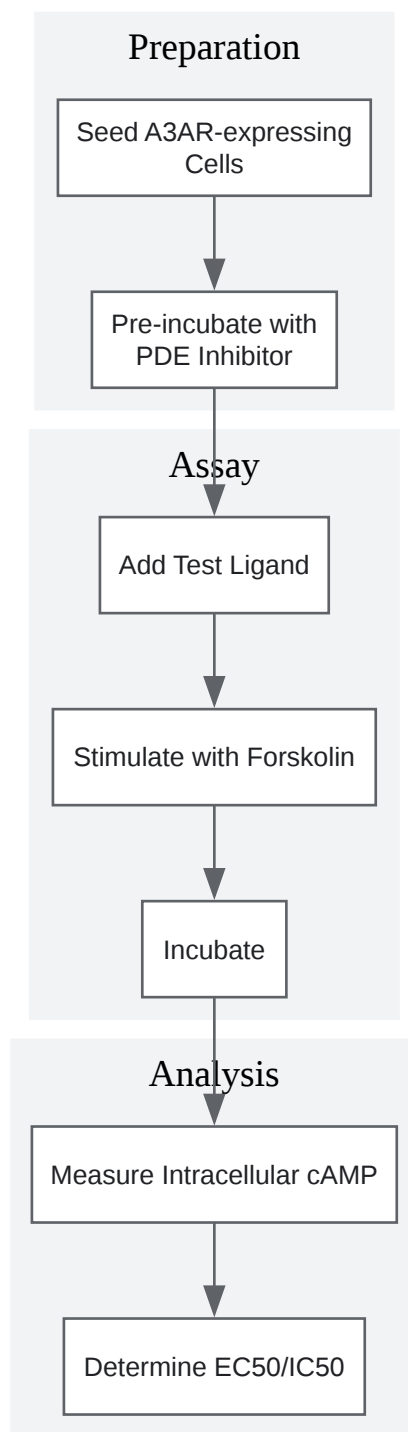 Preparation
Seed A3AR-expressing
Cells
Pre-incubate with
PDE Inhibitor
Assay
Add Test Ligand
Stimulate with Forskolin
Incubate
Analysis
Measure Intracellular cAMP
Determine EC50/IC50